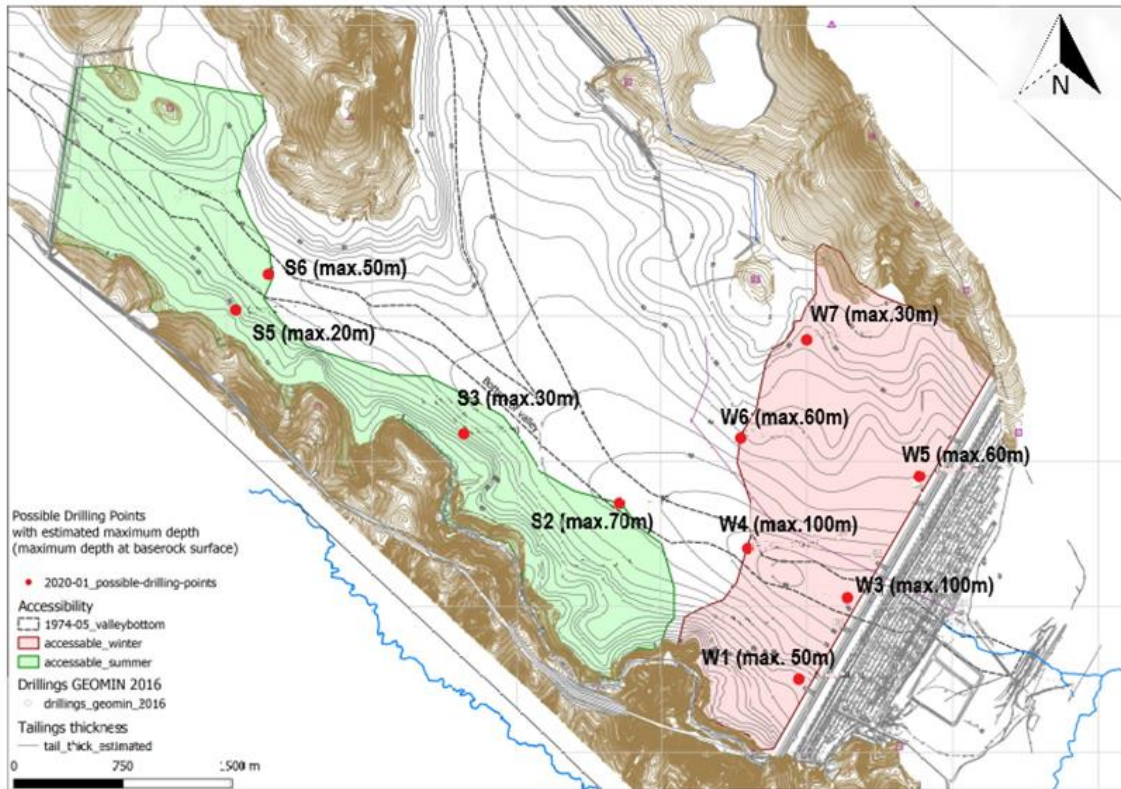 N
S6 (max.50m)
S5 (max.20m)
W7 (max.30m)
S3 (max.30m)
W6 (max.60m)
W5 (max.60m)
S2 (max.70m)
W4 (max.100m)
W3 (max.100m)
W1 (max. 50m)
Possible Drilling Points
with estimated maximum depth
(maximum depth at baserock surface)
2020-01_possible-drilling-points
Accessibility
1974-05_valleybottom
accessable_winter
accessable_summer
Drillings GEOMIN 2016
drillings_geomin_2016
Tailings thickness
tail_thick_estimated
0 750 1.500 m